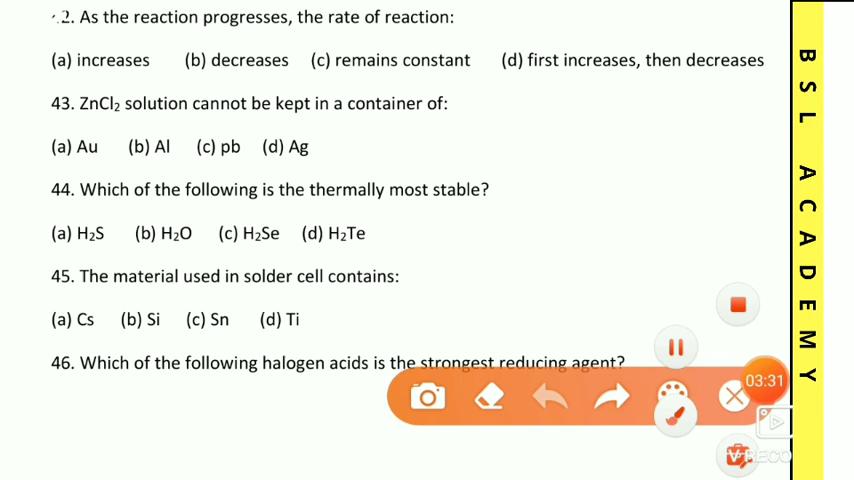 .2. As the reaction progresses, the rate of reaction:
(a) increases (b) decreases (c) remains constant (d) first increases, then decreases
43. ZnCl₂ solution cannot be kept in a container of:
(a) Au (b) Al (c) pb (d) Ag
44. Which of the following is the thermally most stable?
(a) H₂S (b) H₂O (c) H₂Se (d) H₂Te
45. The material used in solder cell contains:
(a) Cs (b) Si (c) Sn (d) Ti
46. Which of the following halogen acids is the strongest reducing agent?
03:31
BSL ACADEMY